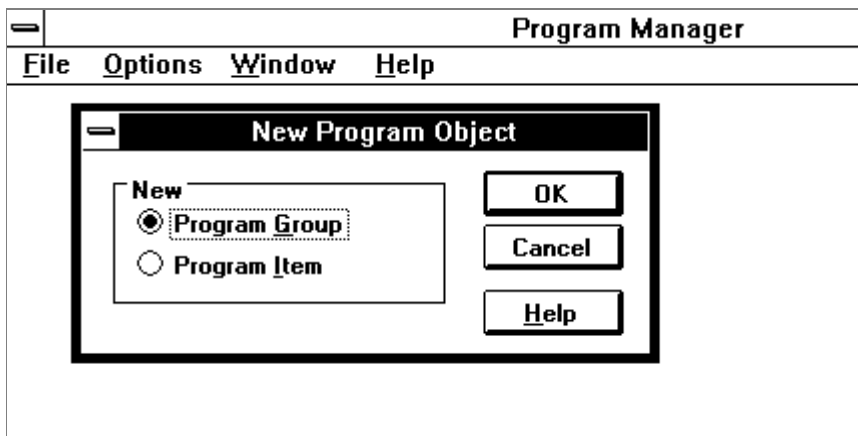 Program Manager
File Options Window Help
New Program Object
New
Program Group
Program Item
OK
Cancel
Help